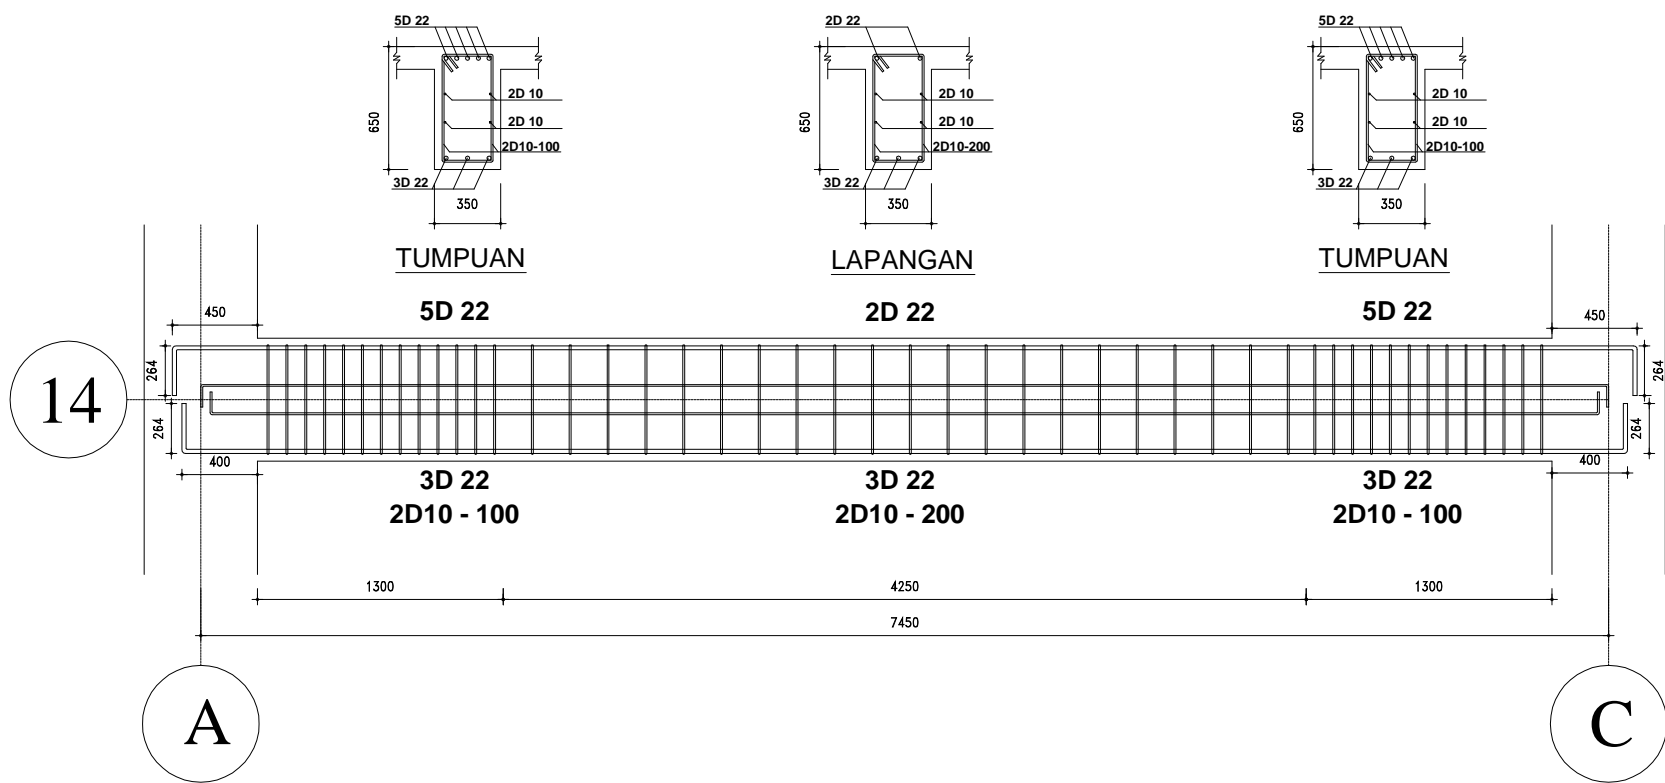 5D 22
2D 22
5D 22
650
2D 10
2D 10
2D10-100
3D 22
350
650
2D 10
2D 10
2D10-200
3D 22
350
650
2D 10
2D 10
2D10-100
3D 22
350
TUMPUAN
LAPANGAN
TUMPUAN
450
5D 22
2D 22
5D 22
450
264
264
14
264
264
400
3D 22
3D 22
3D 22
400
2D10 - 100
2D10 - 200
2D10 - 100
1300
4250
1300
7450
A
C